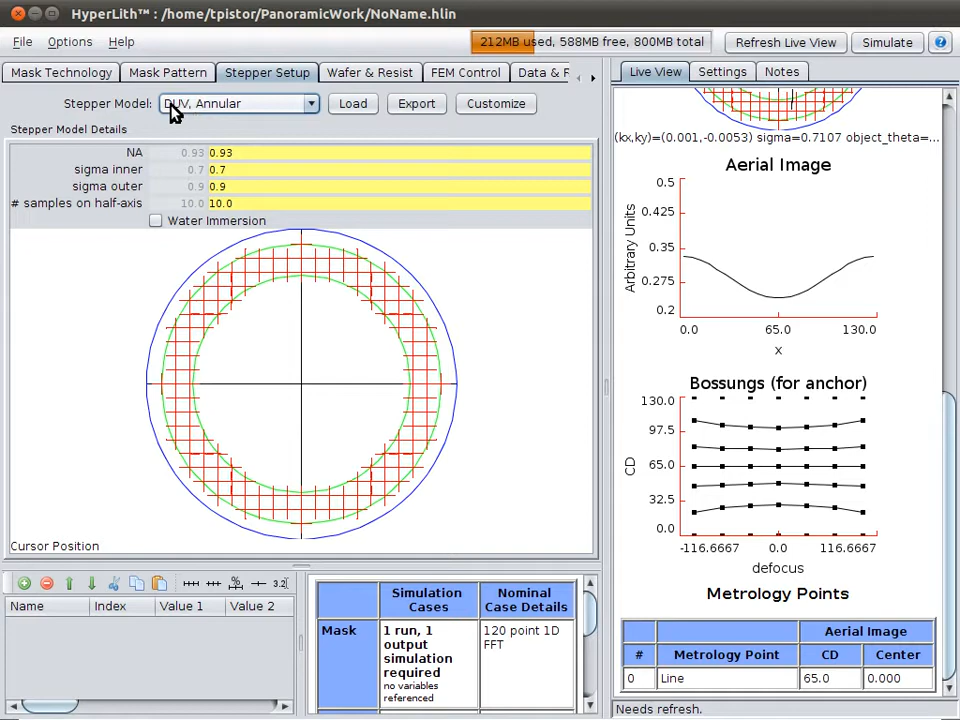 HyperLith™ : /home/tpistor/PanoramicWork/NoName.hlin
File Options Help
212MB used, 588MB free, 800MB total
Refresh Live View
Simulate
Mask Technology Mask Pattern Stepper Setup Wafer & Resist FEM Control Data & R
Stepper Model: DUV, Annular Load Export Customize
Stepper Model Details
NA 0.93 0.93
sigma inner 0.7 0.7
sigma outer 0.9 0.9
# samples on half-axis 10.0 10.0
Water Immersion
Cursor Position
3.2
Name Index Value 1 Value 2
Simulation Cases
Nominal Case Details
Mask
1 run, 1
output
simulation
required
no variables
referenced
120 point 1D
FFT
Live View Settings Notes
(kx,ky)=(0.001, -0.0053) sigma=0.7107 object_theta=...
Aerial Image
0.5
0.425
0.35
0.275
0.2
Arbitrary Units
0.0 65.0 130.0
x
Bossungs (for anchor)
130.0
97.5
65.0
32.5
0.0
CD
-116.6667 0.0 116.6667
defocus
Metrology Points
Aerial Image
# Metrology Point CD Center
0 Line 65.0 0.000
Needs refresh.